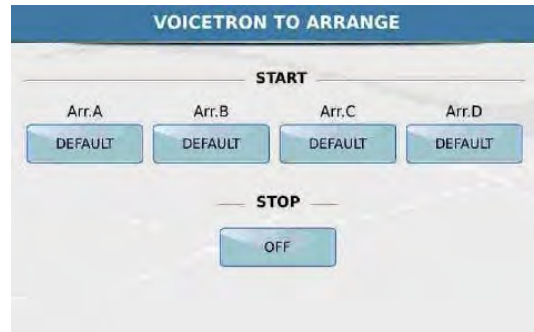 VOICETRON TO ARRANGE
START
Arr.A Arr.B Arr.C Arr.D
DEFAULT DEFAULT DEFAULT DEFAULT
STOP
OFF